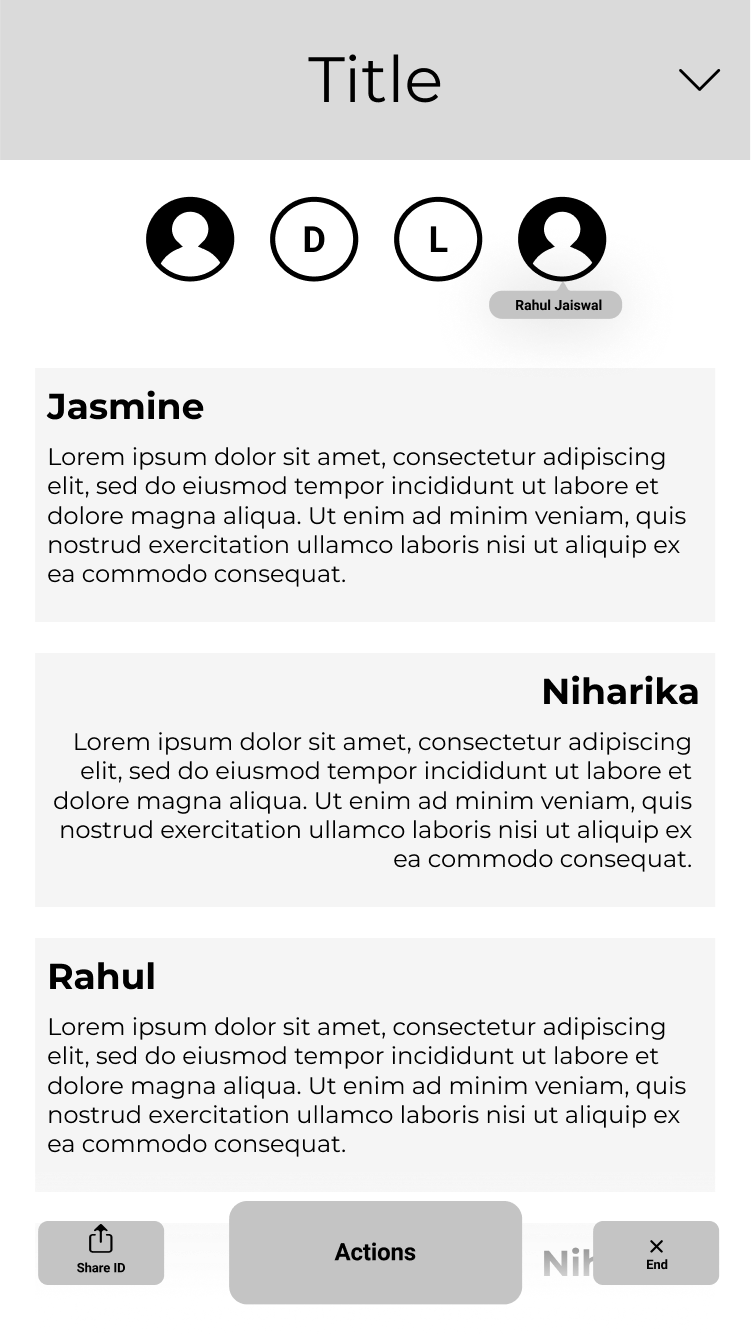 Title
D
L
Rahul Jaiswal
Jasmine
Lorem ipsum dolor sit amet, consectetur adipiscing
elit, sed do eiusmod tempor incididunt ut labore et
dolore magna aliqua. Ut enim ad minim veniam, quis
nostrud exercitation ullamco laboris nisi ut aliquip ex
ea commodo consequat.
Niharika
Lorem ipsum dolor sit amet, consectetur adipiscing
elit, sed do eiusmod tempor incididunt ut labore et
dolore magna aliqua. Ut enim ad minim veniam, quis
nostrud exercitation ullamco laboris nisi ut aliquip ex
ea commodo consequat.
Rahul
Lorem ipsum dolor sit amet, consectetur adipiscing
elit, sed do eiusmod tempor incididunt ut labore et
dolore magna aliqua. Ut enim ad minim veniam, quis
nostrud exercitation ullamco laboris nisi ut aliquip ex
ea commodo consequat.
Share ID
Actions
End